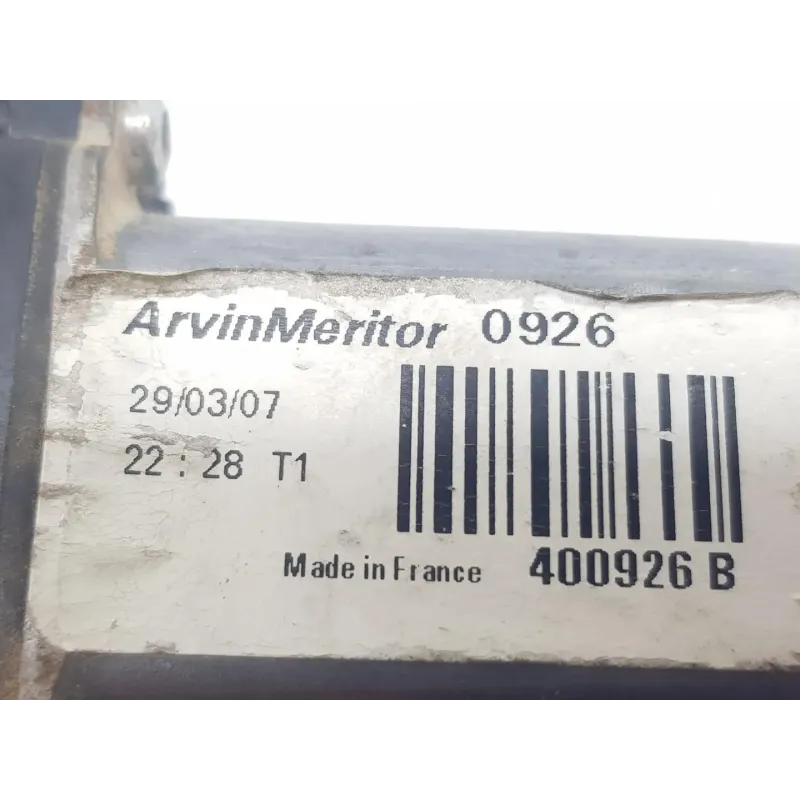 ArvinMeritor 0926
29/03/07
22 : 28 T1
Made in France 400926 B